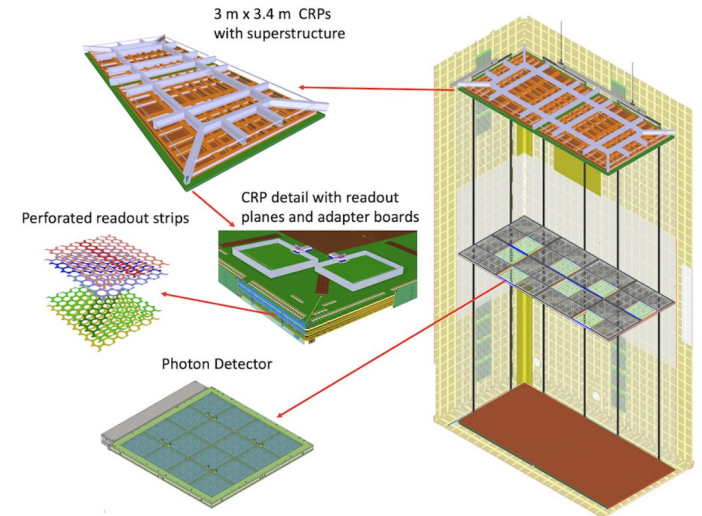 3 m x 3.4 m CRPs
with superstructure
CRP detail with readout
planes and adapter boards
Perforated readout strips
Photon Detector